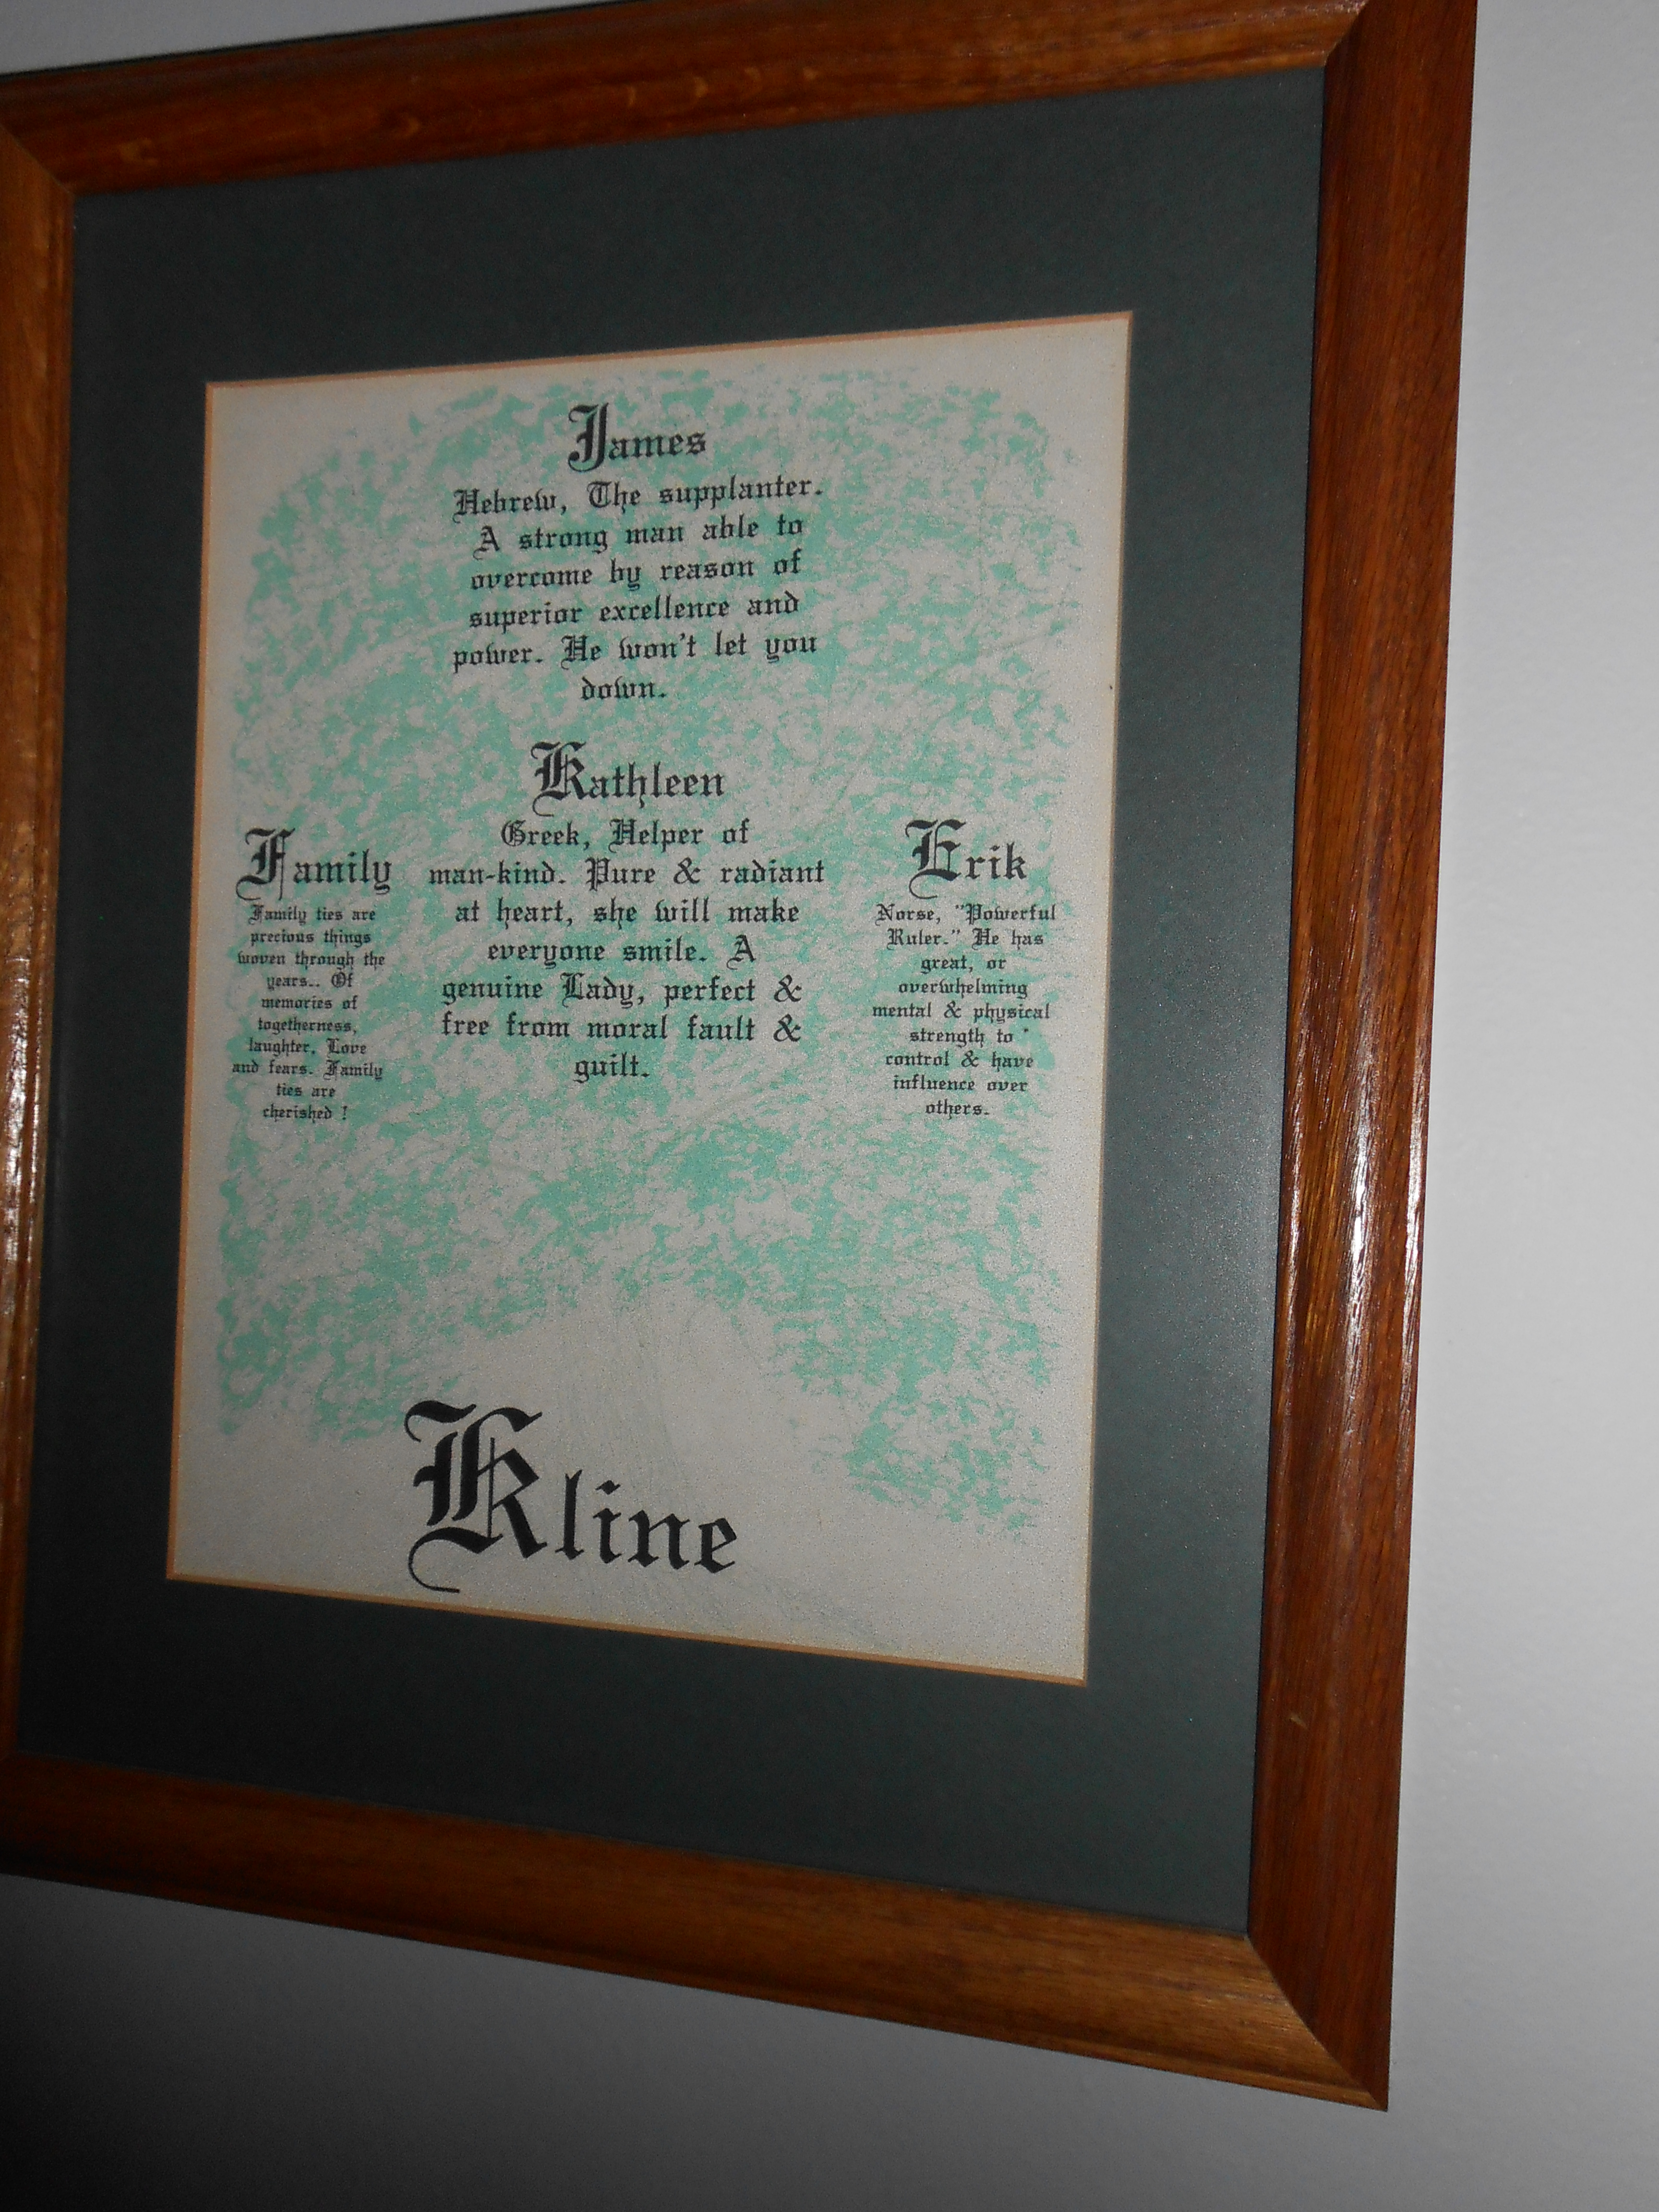 James
Hebrew, The supplanter.
A strong man able to
overcome by reason of
superior excellence and
power. He won't let you
down.
Kathleen
Greek, Helper of
man-kind. Pure & radiant
at heart, she will make
everyone smile. A
genuine Lady, perfect &
free from moral fault &
guilt.
Family
Family ties are
precious things
woven through the
years.. Of
memories of
togetherness,
laughter, Love
and fears. Family
ties are
cherished !
Erik
Norse, "Powerful
Ruler." He has
great, or
overwhelming
mental & physical
strength to
control & have
influence over
others.
Kline